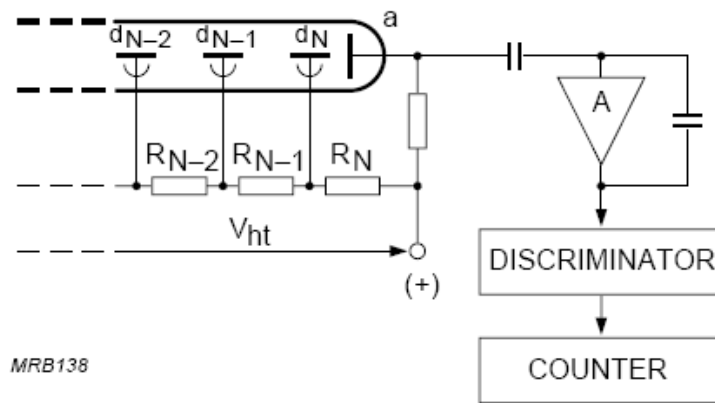 a
dN–2 dN–1 dN
A
RN–2 RN–1 RN
Vht
(+)
DISCRIMINATOR
COUNTER
MRB138